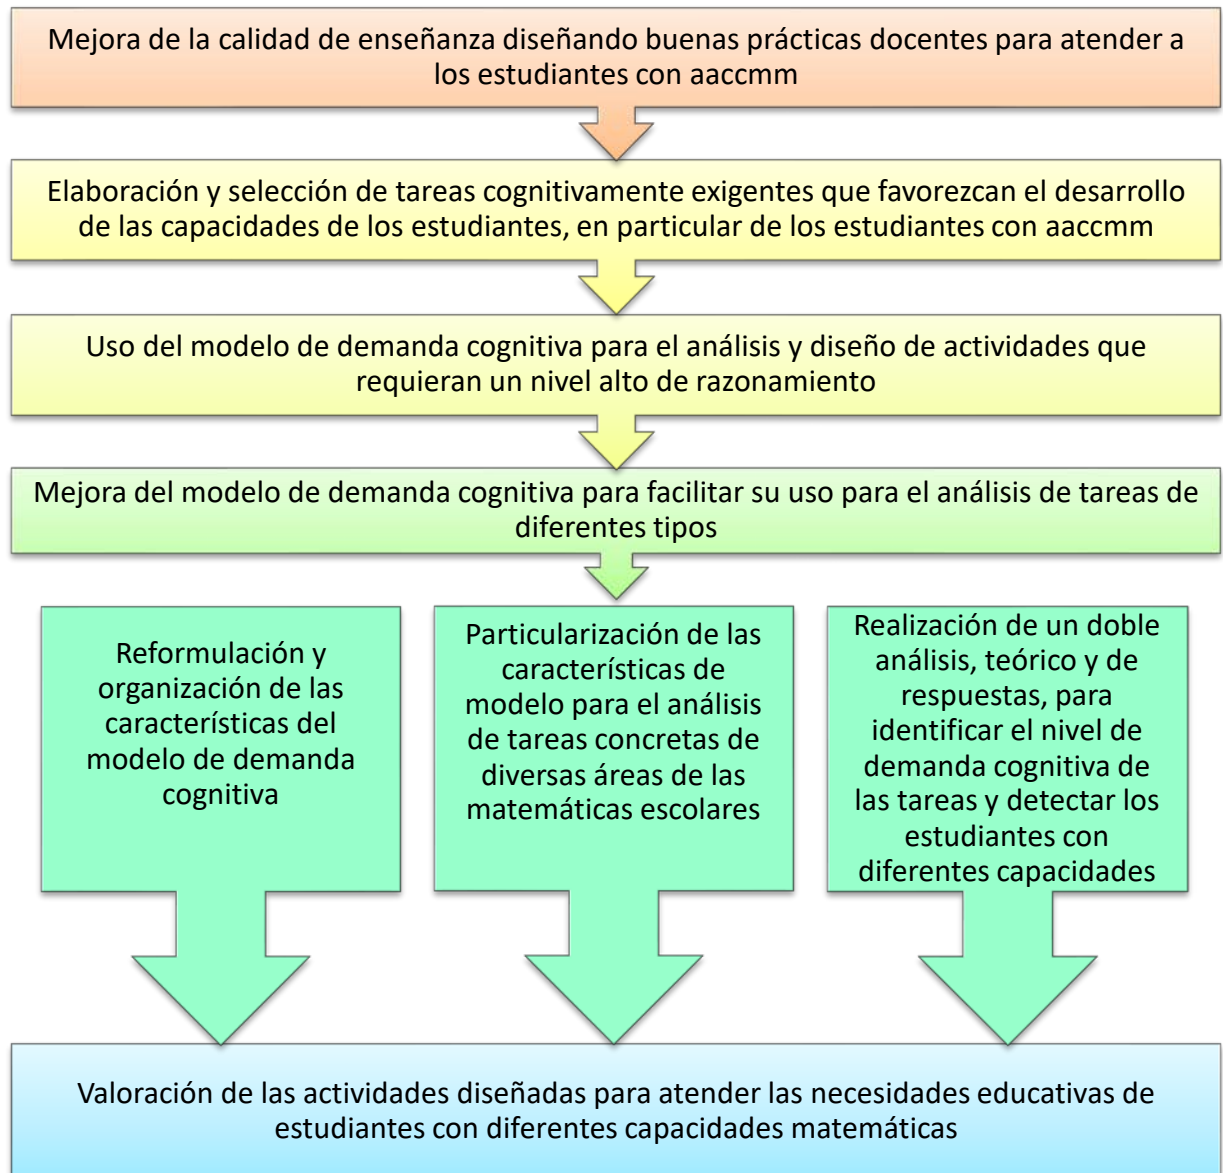 Mejora de la calidad de enseñanza diseñando buenas prácticas docentes para atender a
los estudiantes con aaccmm
Elaboración y selección de tareas cognitivamente exigentes que favorezcan el desarrollo
de las capacidades de los estudiantes, en particular de los estudiantes con aaccmm
Uso del modelo de demanda cognitiva para el análisis y diseño de actividades que
requieran un nivel alto de razonamiento
Mejora del modelo de demanda cognitiva para facilitar su uso para el análisis de tareas de
diferentes tipos
Reformulación y
organización de las
características del
modelo de demanda
cognitiva
Particularización de las
características de
modelo para el análisis
de tareas concretas de
diversas áreas de las
matemáticas escolares
Realización de un doble
análisis, teórico y de
respuestas, para
identificar el nivel de
demanda cognitiva de
las tareas y detectar los
estudiantes con
diferentes capacidades
Valoración de las actividades diseñadas para atender las necesidades educativas de
estudiantes con diferentes capacidades matemáticas